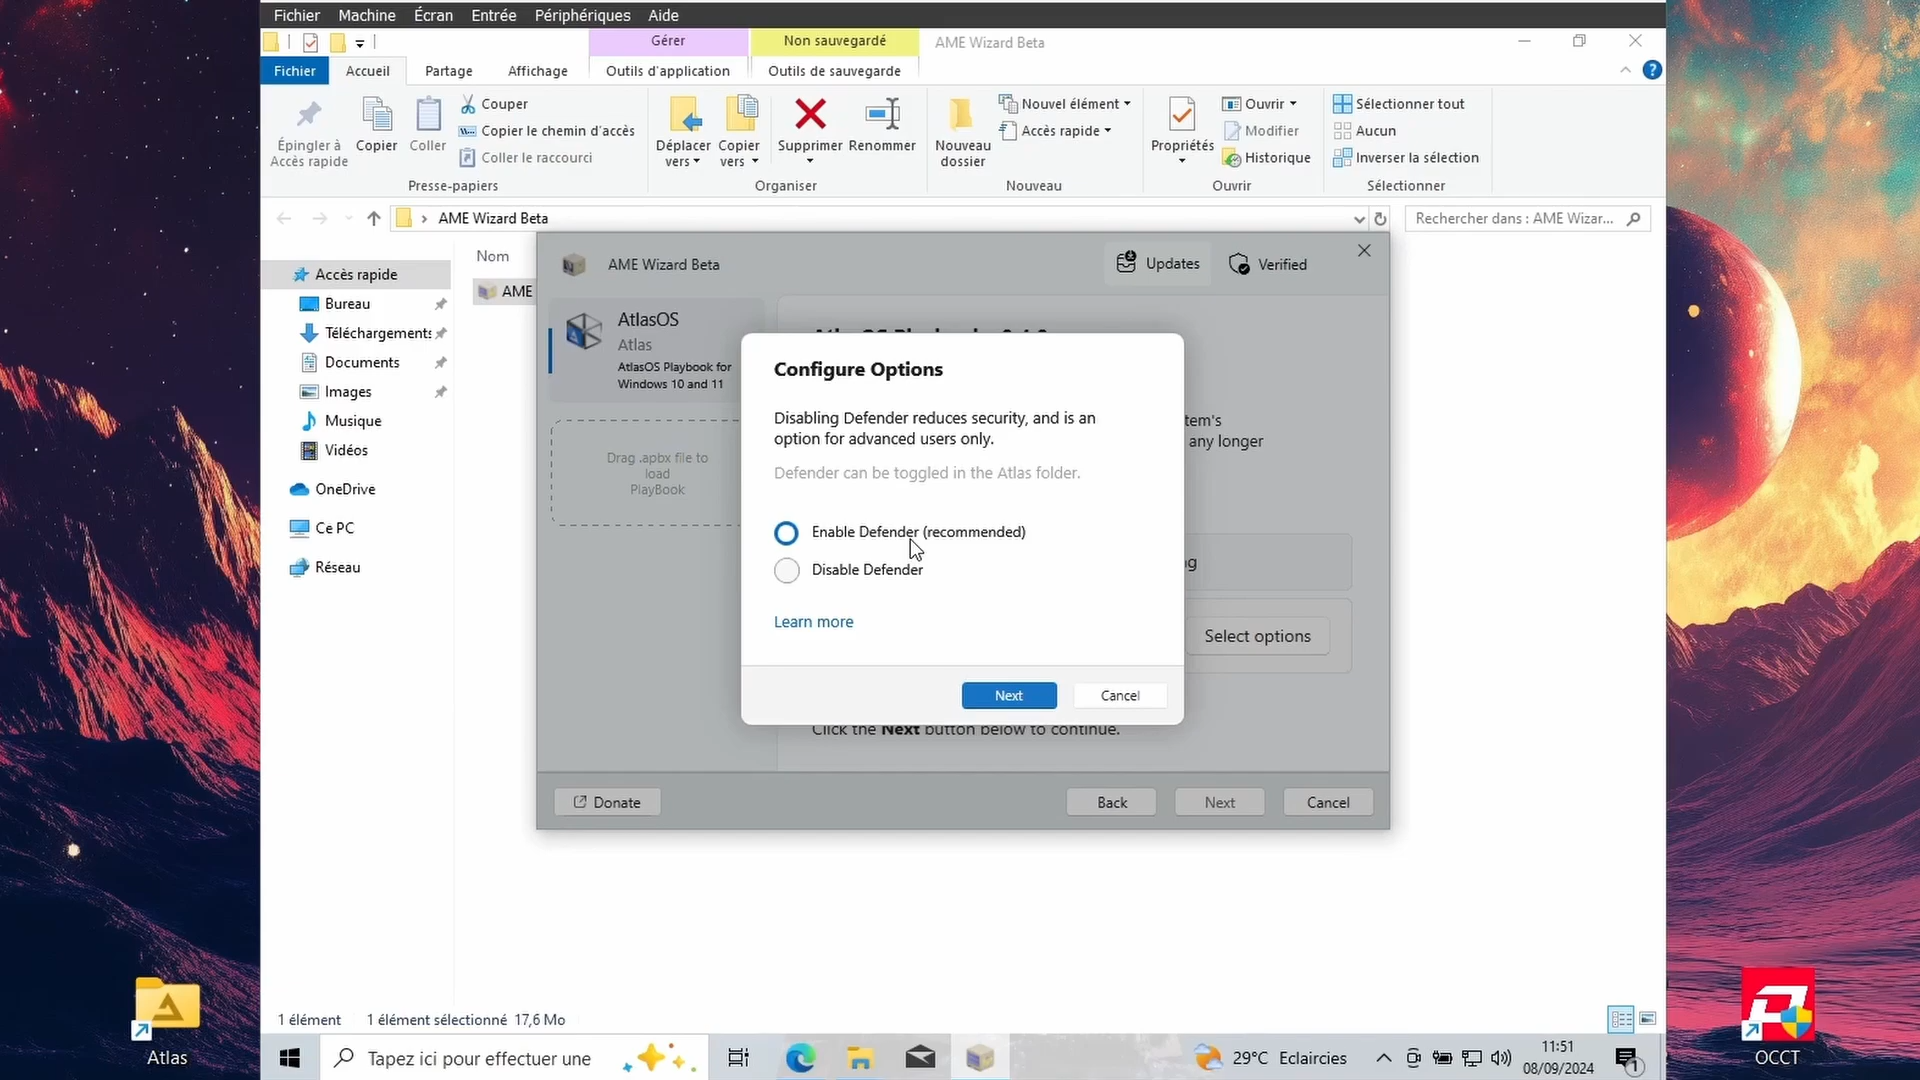 Fichier Machine Écran Entrée Périphériques Aide
Gérer Non sauvegardé AME Wizard Beta
Fichier Accueil Partage Affichage Outils d'application Outils de sauvegarde
Épingler à
Accès rapide
Copier
Coller
Couper
Copier le chemin d'accès
Coller le raccourci
Déplacer
vers
Copier
vers
Supprimer
Renommer
Nouveau
dossier
Nouvel élément
Accès rapide
Propriétés
Ouvrir
Modifier
Historique
Sélectionner tout
Aucun
Inverser la sélection
Presse-papiers Organiser Nouveau Ouvrir Sélectionner
AME Wizard Beta
Rechercher dans : AME Wizar...
Accès rapide
Bureau
Téléchargements
Documents
Images
Musique
Vidéos
OneDrive
Ce PC
Réseau
Nom
AME
AME Wizard Beta
Updates
Verified
AtlasOS
Atlas
AtlasOS Playbook for
Windows 10 and 11
Drag .apbx file to
load
PlayBook
tem's
any longer
Select options
Configure Options
Disabling Defender reduces security, and is an
option for advanced users only.
Defender can be toggled in the Atlas folder.
Enable Defender (recommended)
Disable Defender
Learn more
Next Cancel
Click the Next button below to continue.
Donate Back Next Cancel
1 élément 1 élément sélectionné 17,6 Mo
Tapez ici pour effectuer une
29°C Eclaircies
11:51
08/09/2024
1
Atlas
OCCT